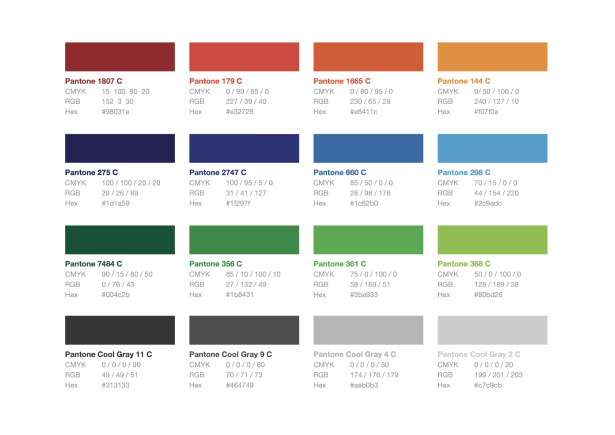 Pantone 1807 C
CMYK 15 100 90 20
RGB 152 3 30
Hex #98031e
Pantone 179 C
CMYK 0 / 90 / 85 / 0
RGB 227 / 39 / 40
Hex #e32728
Pantone 1665 C
CMYK 0 / 80 / 95 / 0
RGB 230 / 65 / 28
Hex #e6411c
Pantone 144 C
CMYK 0/ 50 / 100 / 0
RGB 240 / 127 / 10
Hex #f07f0a
Pantone 275 C
CMYK 100 / 100 / 20 / 20
RGB 29 / 26 / 89
Hex #1d1a59
Pantone 2747 C
CMYK 100 / 95 / 5 / 0
RGB 31 / 41 / 127
Hex #1f297f
Pantone 660 C
CMYK 85 / 50 / 0 / 0
RGB 28 / 98 / 176
Hex #1c62b0
Pantone 298 C
CMYK 70 / 15 / 0 / 0
RGB 44 / 154 / 220
Hex #2c9adc
Pantone 7484 C
CMYK 90 / 15 / 80 / 50
RGB 0 / 76 / 43
Hex #004c2b
Pantone 356 C
CMYK 85 / 10 / 100 / 10
RGB 27 / 132 / 49
Hex #1b8431
Pantone 361 C
CMYK 75 / 0 / 100 / 0
RGB 59 / 169 / 51
Hex #3ba933
Pantone 368 C
CMYK 50 / 0 / 100 / 0
RGB 128 / 189 / 38
Hex #80bd26
Pantone Cool Gray 11 C
CMYK 0 / 0 / 0 / 90
RGB 49 / 49 / 51
Hex #313133
Pantone Cool Gray 9 C
CMYK 0 / 0 / 0 / 80
RGB 70 / 71 / 73
Hex #464749
Pantone Cool Gray 4 C
CMYK 0 / 0 / 0 / 30
RGB 174 / 176 / 179
Hex #aeb0b3
Pantone Cool Gray 2 C
CMYK 0 / 0 / 0 / 20
RGB 199 / 201 / 203
Hex #c7c9cb